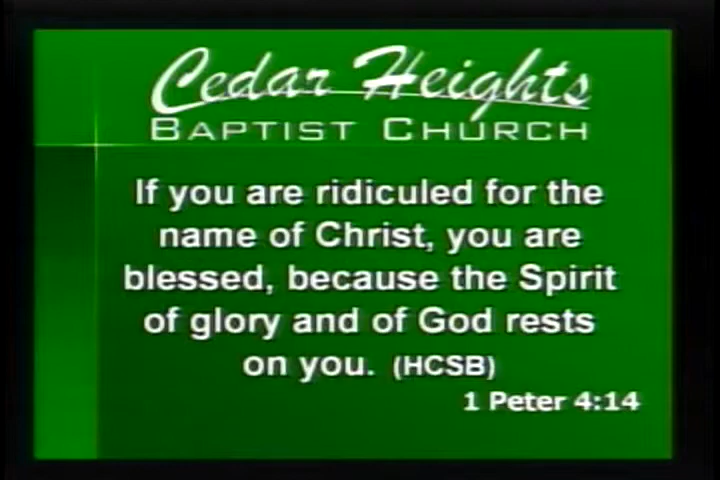 Cedar Heights
BAPTIST CHURCH
If you are ridiculed for the
name of Christ, you are
blessed, because the Spirit
of glory and of God rests
on you. (HCSB)
1 Peter 4:14